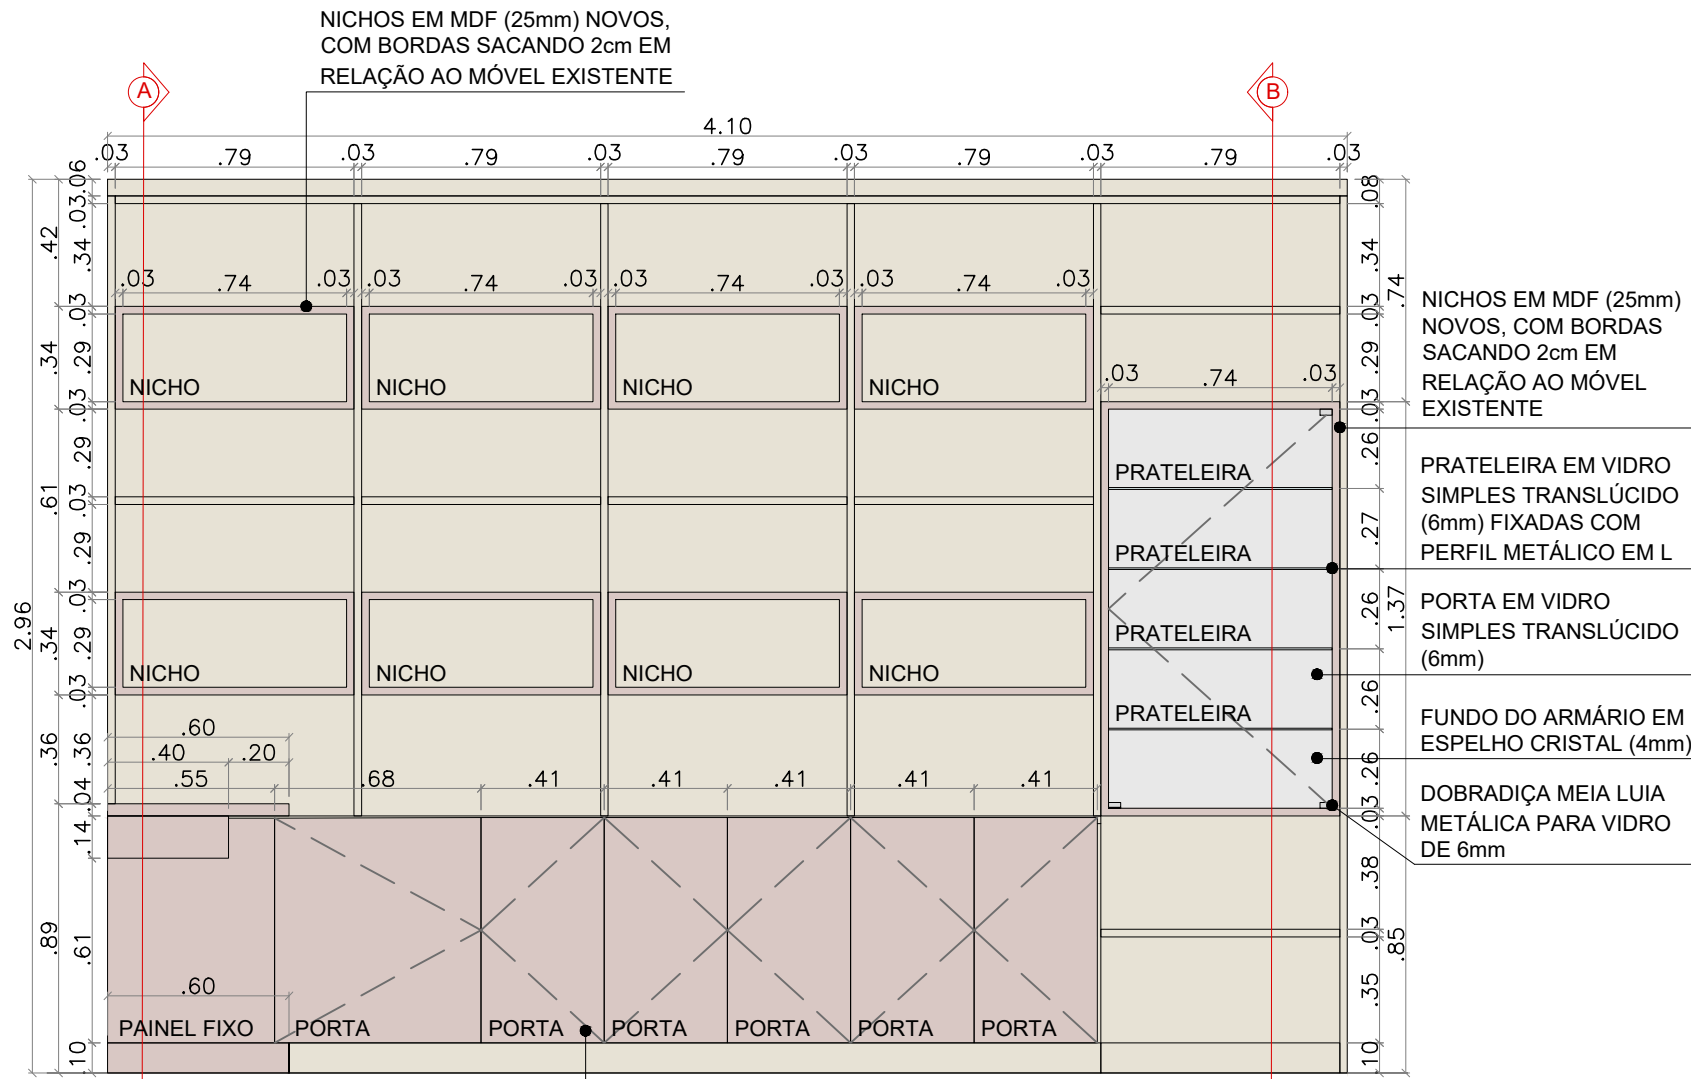 NICHOS EM MDF (25mm) NOVOS,
COM BORDAS SACANDO 2cm EM
RELAÇÃO AO MÓVEL EXISTENTE
A
B
4.10
.03 .79 .03 .79 .03 .79 .03 .79 .03 .79 .03
.06
.03
.34
.42
.03
.29
.34
.03
.29
.03
.61
.29
.03
.29
.34
.03
.36
.36
.04
.14
.89
.61
.10
2.96
.03 .74 .03 .03 .74 .03 .03 .74 .03 .03 .74 .03
NICHO NICHO NICHO NICHO
NICHO NICHO NICHO NICHO
.03 .74 .03
PRATELEIRA
PRATELEIRA
PRATELEIRA
PRATELEIRA
.60
.40 .20
.55 .68 .41 .41 .41 .41 .41
.60
PAINEL FIXO PORTA PORTA PORTA PORTA PORTA PORTA
.08
.34
.74
.03
.29
.03
.26
.27
.26
1.37
.26
.26
.03
.38
.03
.85
.35
.10
NICHOS EM MDF (25mm)
NOVOS, COM BORDAS
SACANDO 2cm EM
RELAÇÃO AO MÓVEL
EXISTENTE
PRATELEIRA EM VIDRO
SIMPLES TRANSLÚCIDO
(6mm) FIXADAS COM
PERFIL METÁLICO EM L
PORTA EM VIDRO
SIMPLES TRANSLÚCIDO
(6mm)
FUNDO DO ARMÁRIO EM
ESPELHO CRISTAL (4mm)
DOBRADIÇA MEIA LUIA
METÁLICA PARA VIDRO
DE 6mm